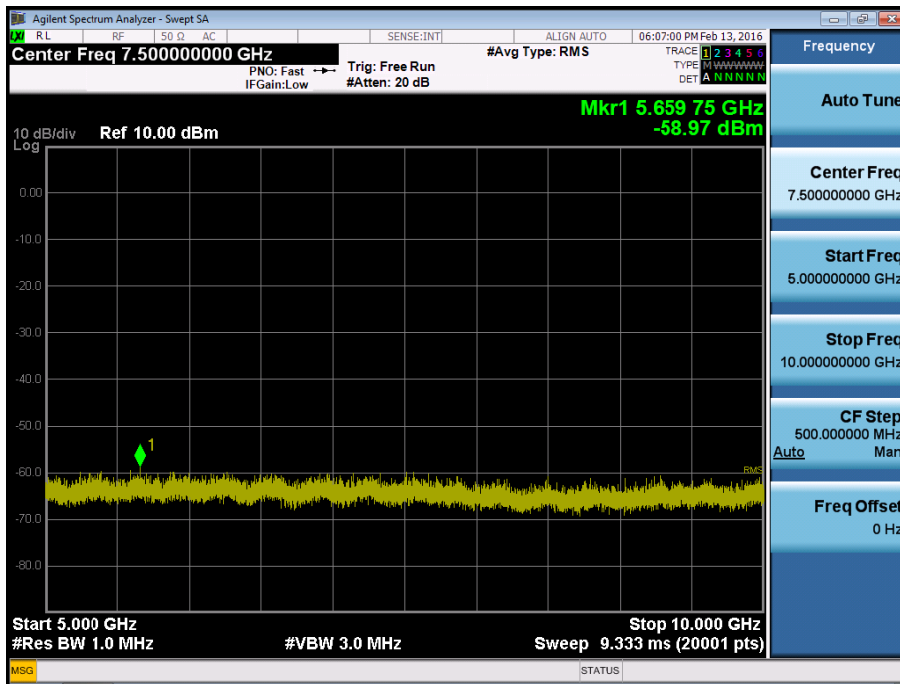 Agilent Spectrum Analyzer - Swept SA
LXI RL RF 50 Ω AC SENSE:INT ALIGN AUTO 06:07:00 PM Feb 13, 2016
Center Freq 7.500000000 GHz
PNO: Fast
IFGain:Low
Trig: Free Run
#Atten: 20 dB
#Avg Type: RMS
TRACE 1 2 3 4 5 6
TYPE M WWWWW
DET A N N N N N
Mkr1 5.659 75 GHz
-58.97 dBm
10 dB/div Ref 10.00 dBm
Log
0.00
-10.0
-20.0
-30.0
-40.0
-50.0
1
-60.0
RMS
-70.0
-80.0
Start 5.000 GHz Stop 10.000 GHz
#Res BW 1.0 MHz #VBW 3.0 MHz Sweep 9.333 ms (20001 pts)
MSG STATUS
Frequency
Auto Tune
Center Freq
7.500000000 GHz
Start Freq
5.000000000 GHz
Stop Freq
10.000000000 GHz
CF Step
500.000000 MHz
Auto Man
Freq Offset
0 Hz